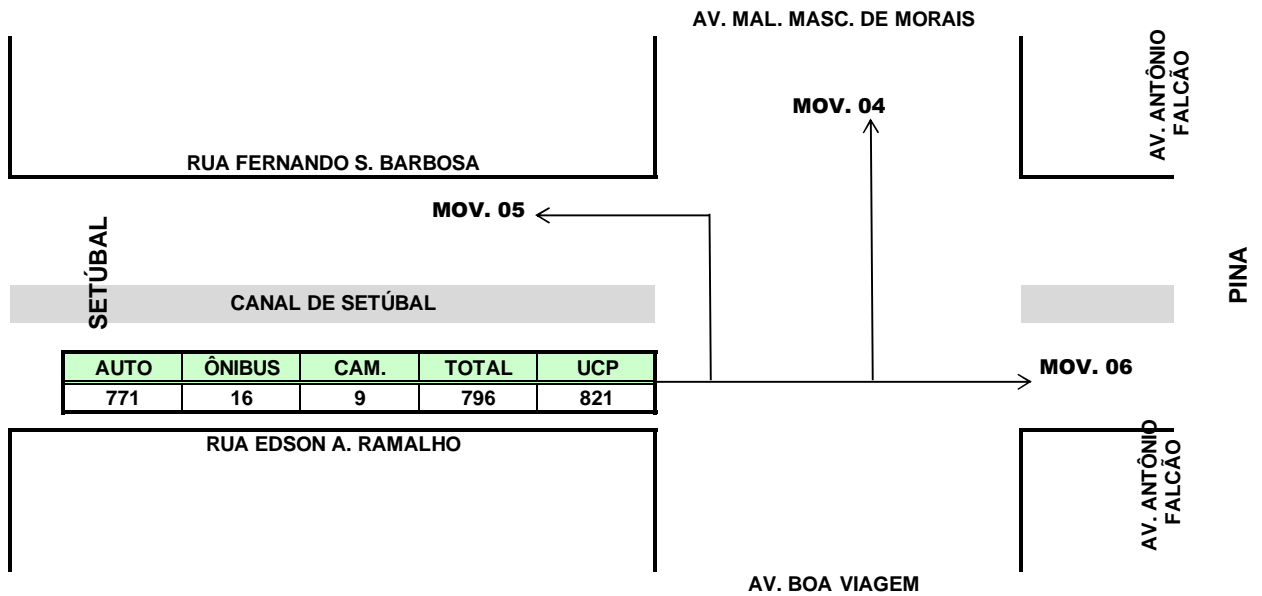 AV. MAL. MASC. DE MORAIS
AV. ANTÔNIO
FALCÃO
MOV. 04
RUA FERNANDO S. BARBOSA
MOV. 05
SETÚBAL
PINA
CANAL DE SETÚBAL
AUTO ÔNIBUS CAM. TOTAL UCP
771 16 9 796 821
MOV. 06
RUA EDSON A. RAMALHO
AV. ANTÔNIO
FALCÃO
AV. BOA VIAGEM